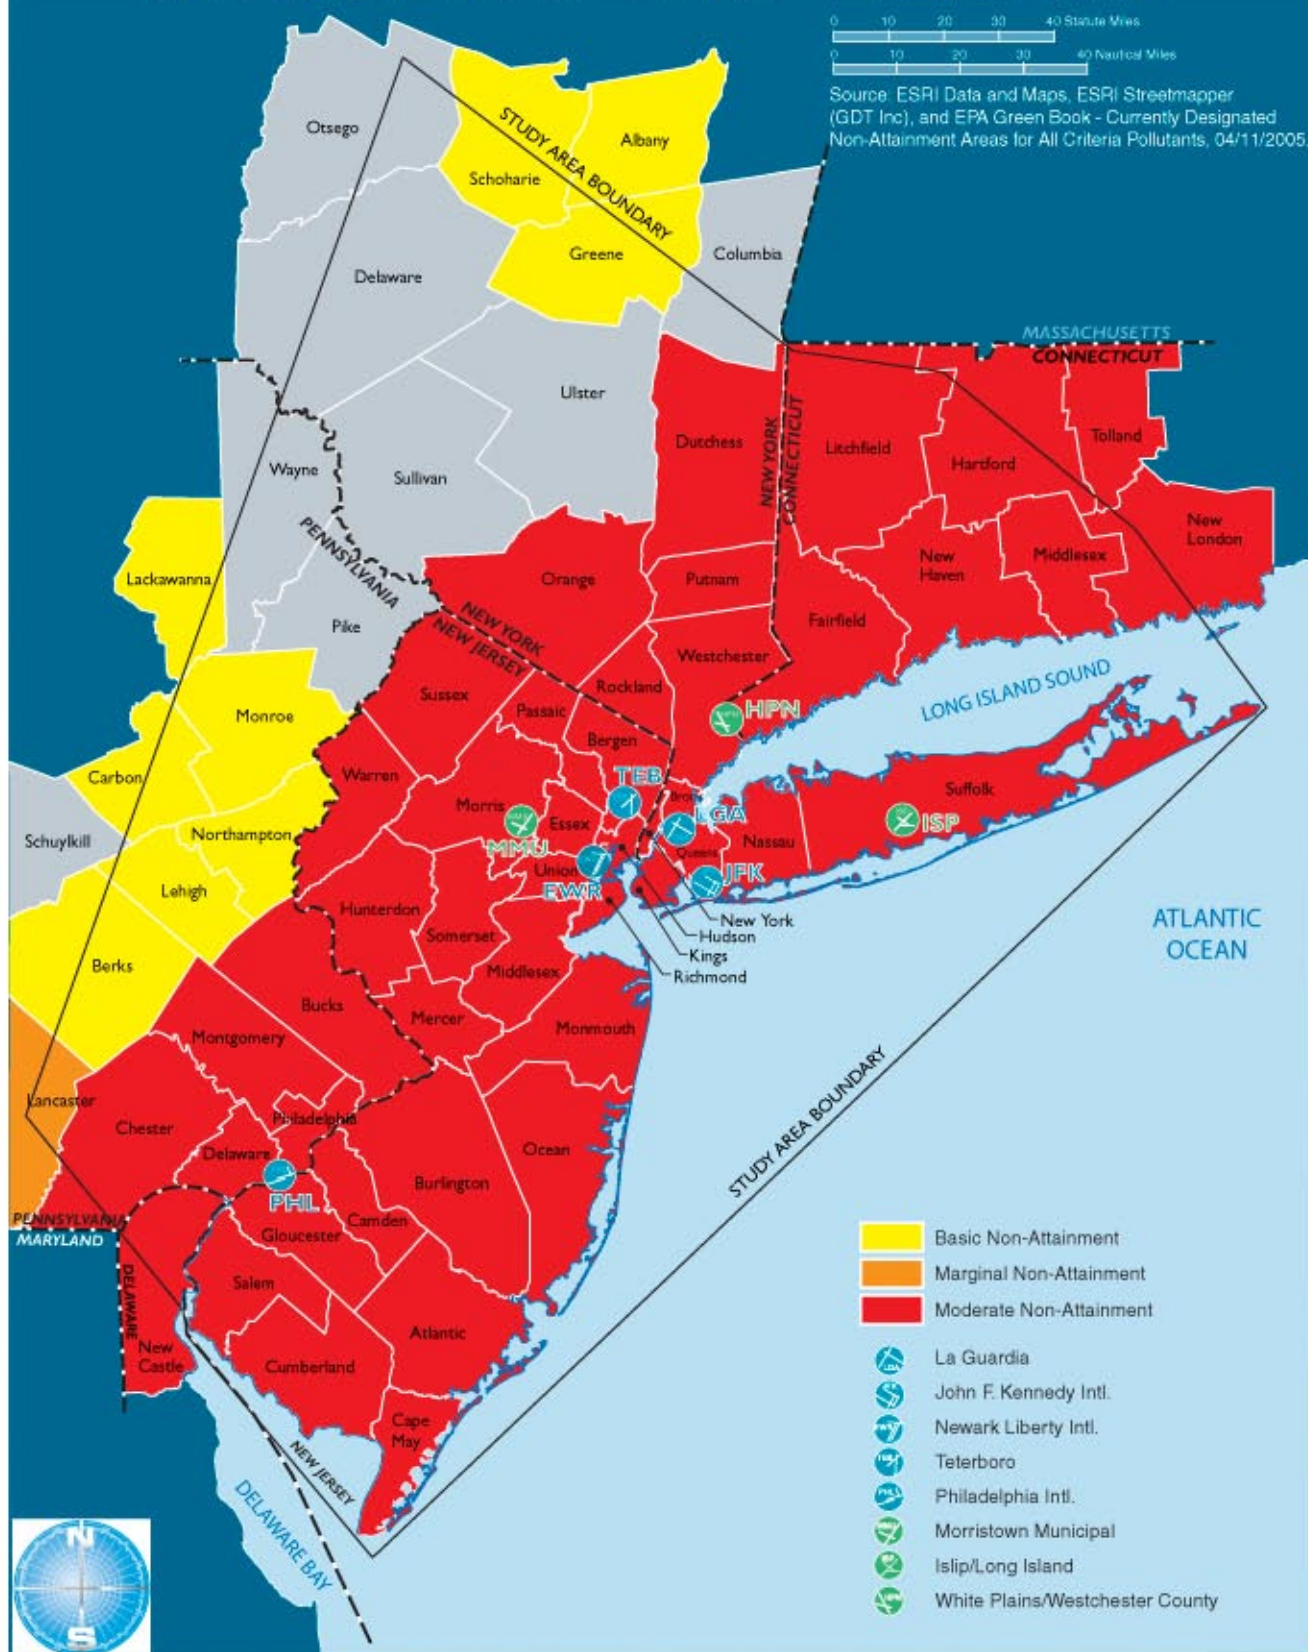 0 10 20 30 40 Statute Miles
0 10 20 30 40 Nautical Miles
Source: ESRI Data and Maps, ESRI Streetmapper
(GDT Inc), and EPA Green Book - Currently Designated
Non-Attainment Areas for All Criteria Pollutants, 04/11/2005.
STUDY AREA BOUNDARY
Otsego
Albany
Schoharie
Greene
Columbia
Delaware
MASSACHUSETTS
CONNECTICUT
Ulster
Dutchess
NEW YORK
CONNECTICUT
Litchfield
Hartford
Tolland
Wayne
Sullivan
PENNSYLVANIA
New
London
New
Haven
Middlesex
Lackawanna
Orange
Putnam
Fairfield
Pike
NEW YORK
NEW JERSEY
Westchester
Rockland
LONG ISLAND SOUND
Sussex
Passaic
HPN
Monroe
Bergen
Carbon
Warren
TEB
Suffolk
Morris
Essex
LGA
ISP
Schuylkill
Northampton
MMU
Queens
Nassau
Union
EWR
JFK
Lehigh
Hunterdon
New York
Hudson
Kings
Richmond
ATLANTIC
OCEAN
Somerset
Berks
Middlesex
Bucks
Mercer
Monmouth
Montgomery
Lancaster
Chester
Philadelphia
STUDY AREA BOUNDARY
Delaware
Ocean
Burlington
PHL
Camden
Gloucester
PENNSYLVANIA
MARYLAND
DELAWARE
Salem
Atlantic
New
Castle
Cumberland
Cape
May
NEW JERSEY
DELAWARE BAY
Basic Non-Attainment
Marginal Non-Attainment
Moderate Non-Attainment
La Guardia
John F. Kennedy Intl.
Newark Liberty Intl.
Teterboro
Philadelphia Intl.
Morristown Municipal
Islip/Long Island
White Plains/Westchester County
N
S